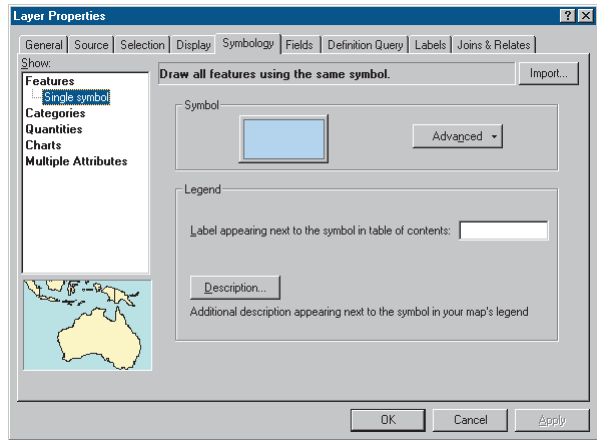 Layer Properties
General Source Selection Display Symbology Fields Definition Query Labels Joins & Relates
Show:
Features
Single symbol
Categories
Quantities
Charts
Multiple Attributes
Draw all features using the same symbol.
Import...
Symbol
Advanced
Legend
Label appearing next to the symbol in table of contents:
Description...
Additional description appearing next to the symbol in your map's legend
OK Cancel Apply